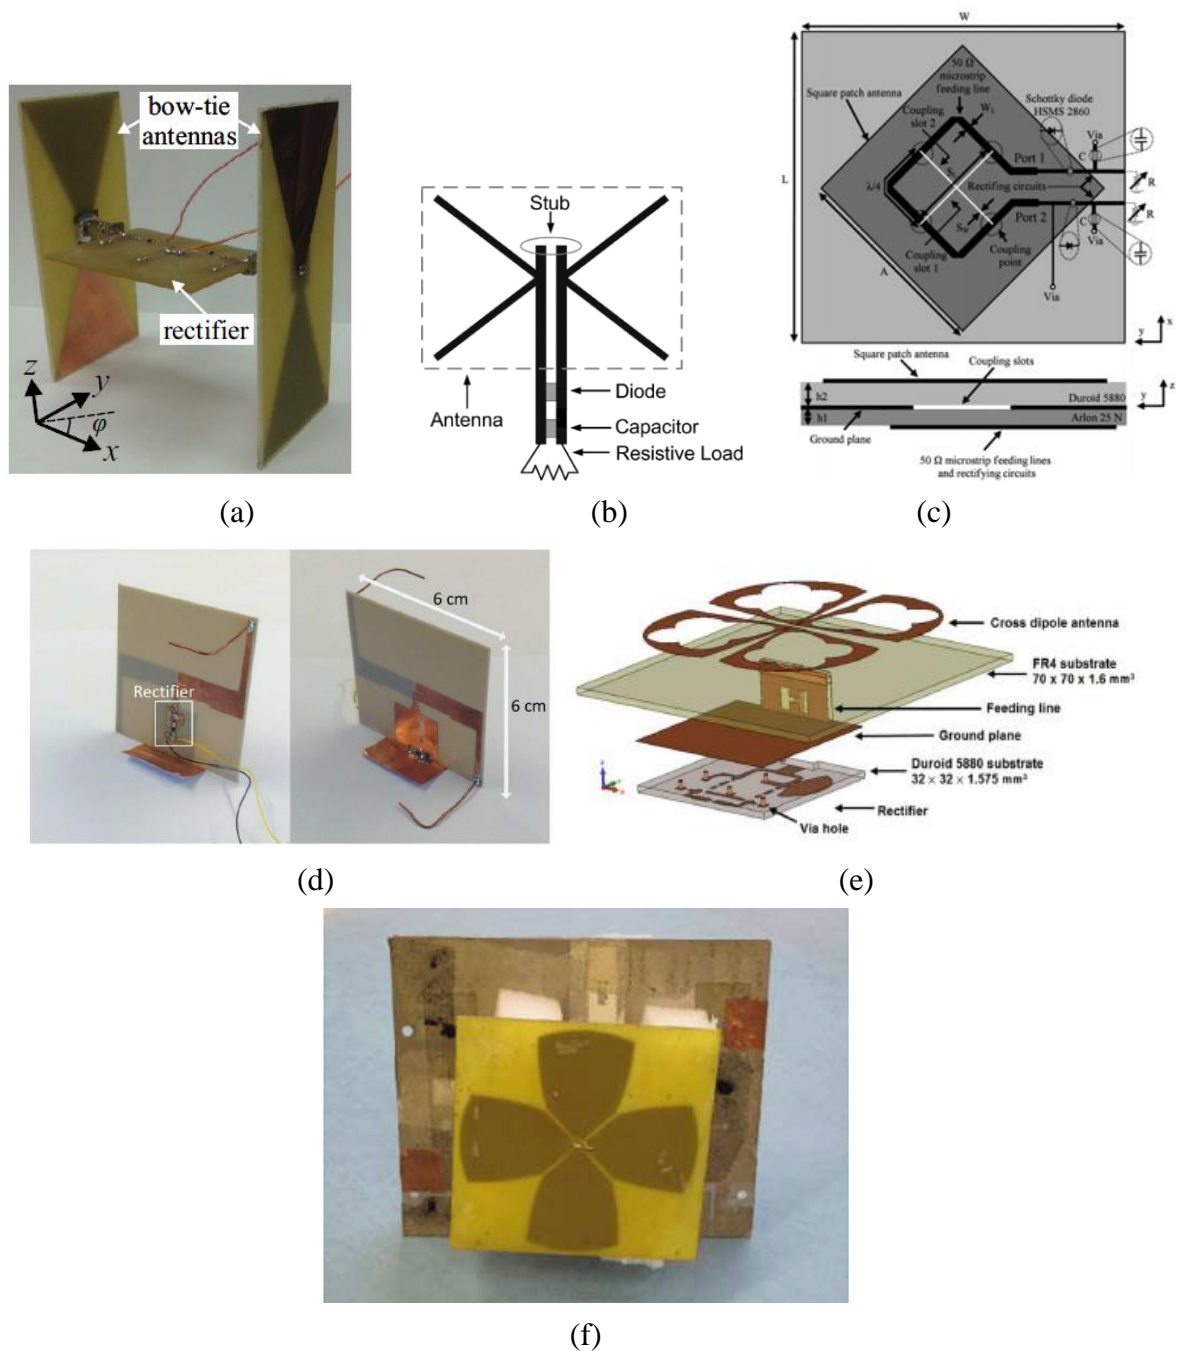 bow-tie
antennas
rectifier
z
y
φ
x
(a)
Stub
Antenna
Diode
Capacitor
Resistive Load
(b)
W
50 Ω
microstrip
feeding line
Square patch antenna
Coupling
slot 2
W₁
Schottky diode
HSMS 2860
Via
C
Port 1
L
λ/4
Rectifing circuits
R
Port 2
R
C
Via
Coupling
slot 1
Coupling
point
A
Via
x
y
Square patch antenna
Coupling slots
z
h2
Duroid 5880
y
h1
Arlon 25 N
Ground plane
50 Ω microstrip feeding lines
and rectifying circuits
(c)
Rectifier
6 cm
6 cm
(d)
Cross dipole antenna
FR4 substrate
70 x 70 x 1.6 mm³
Feeding line
Ground plane
Duroid 5880 substrate
32 × 32 × 1.575 mm³
Rectifier
Via hole
(e)
(f)